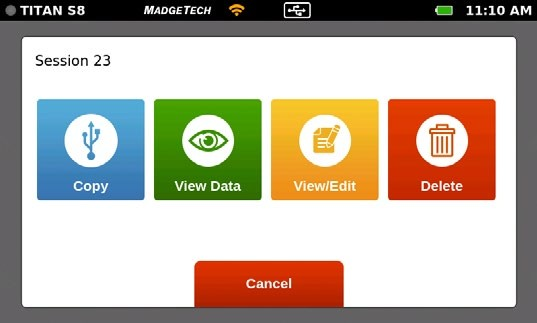 TITAN S8 MADGETECH 11:10 AM
Session 23
Copy View Data View/Edit Delete
Cancel